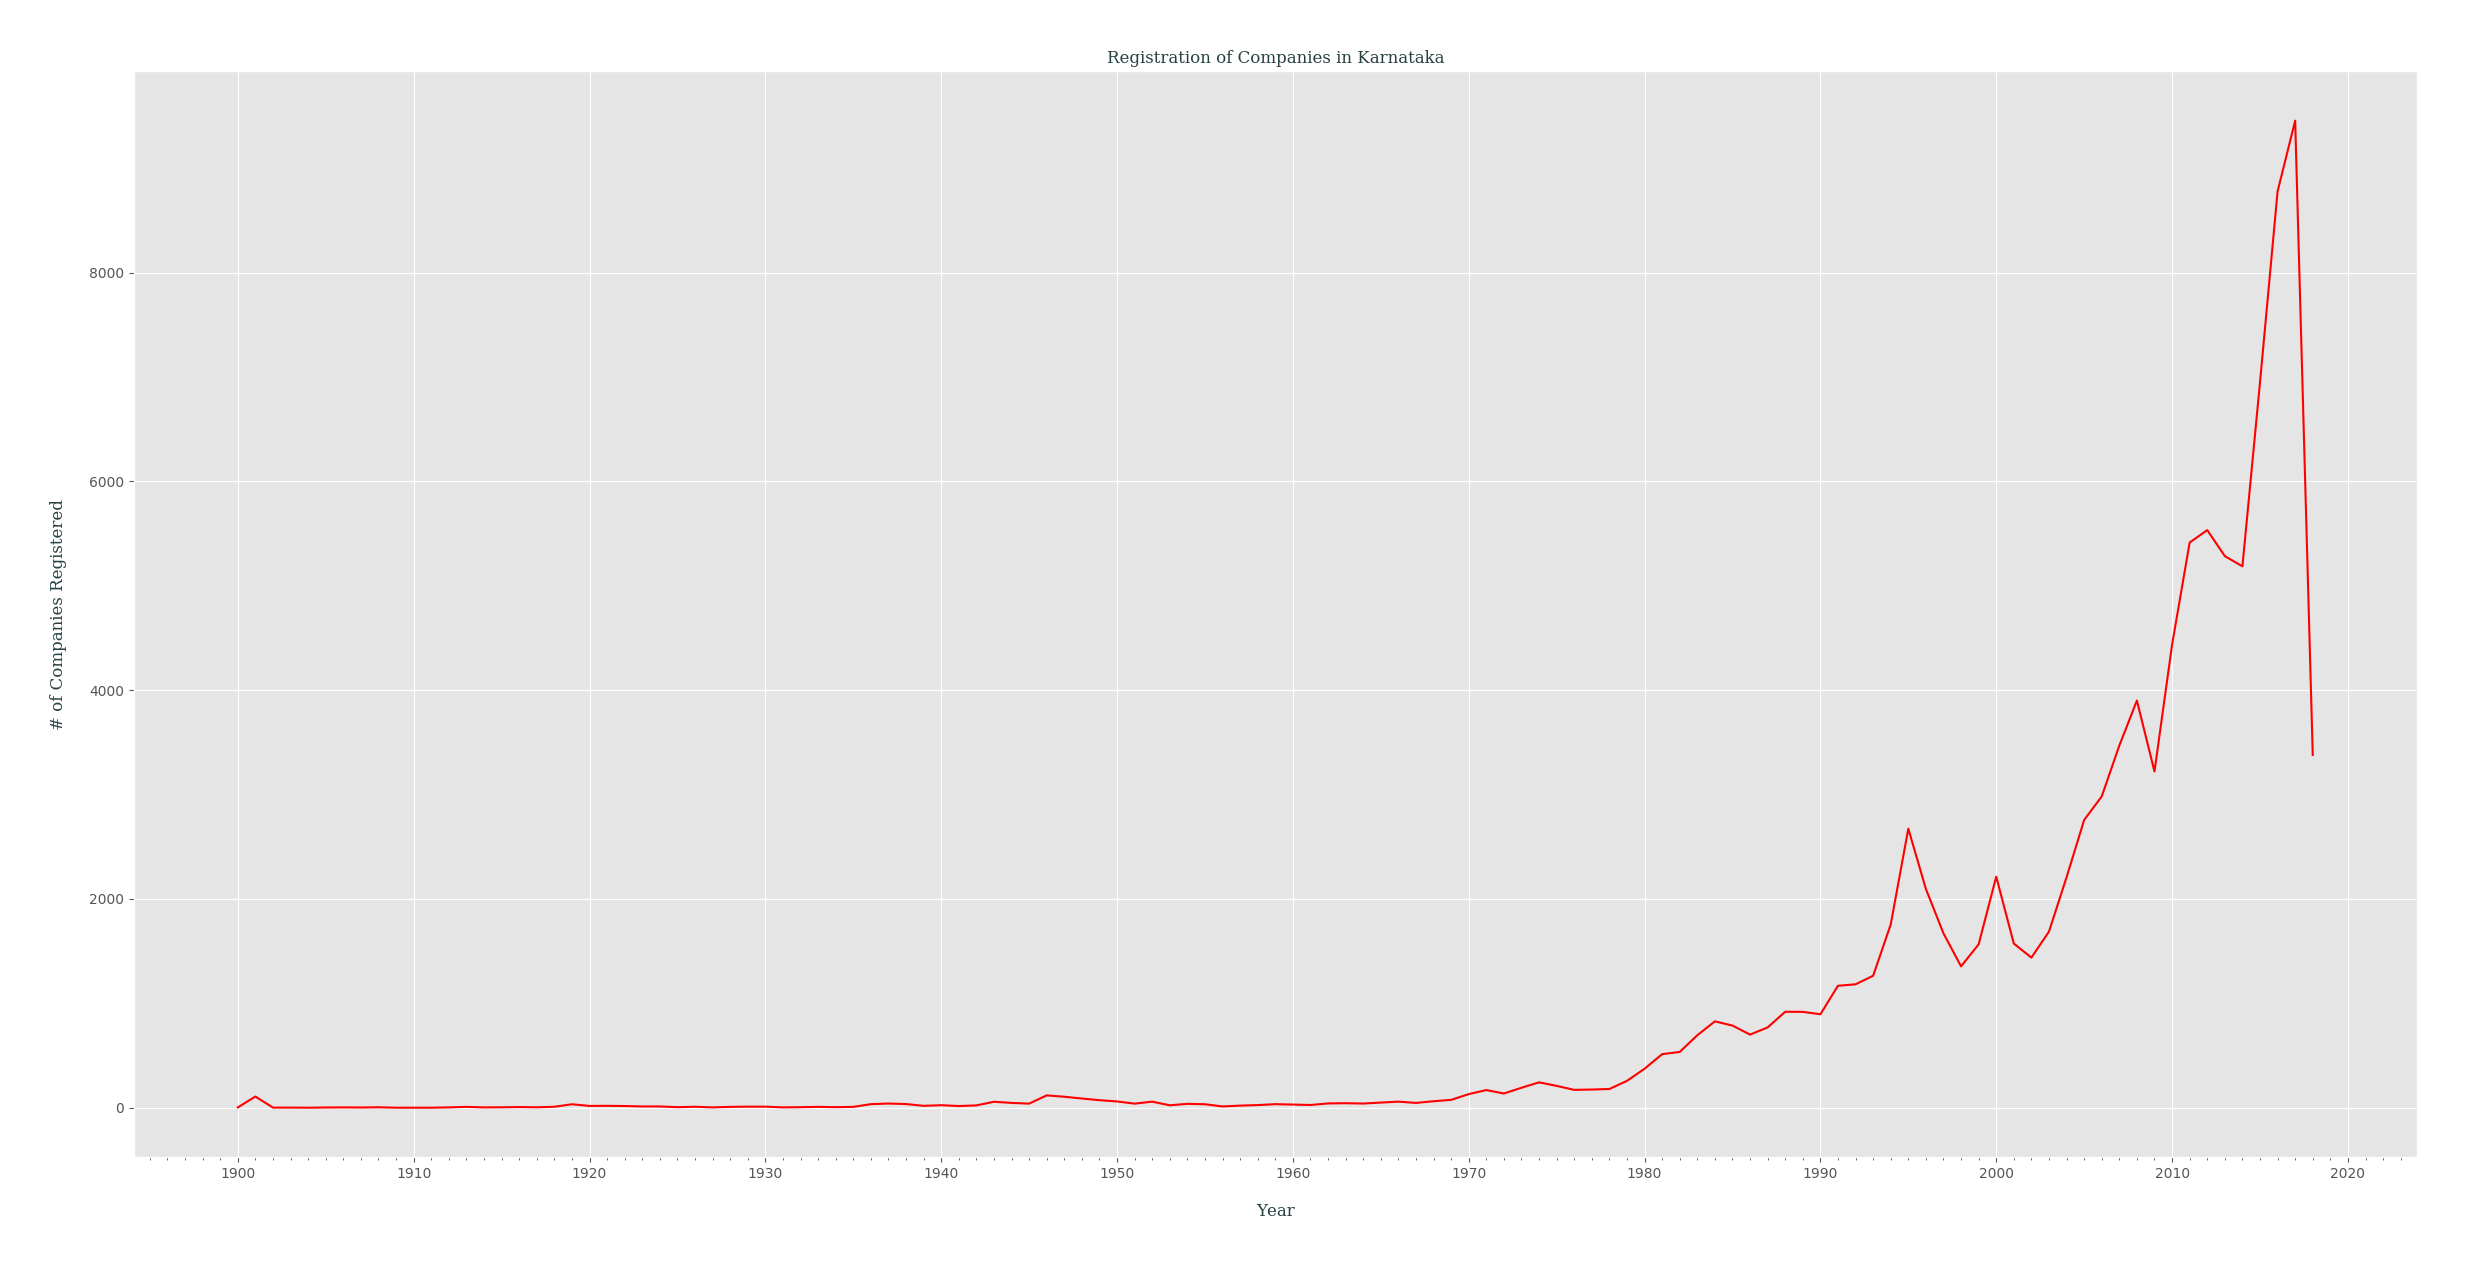 Registration of Companies in Karnataka
# of Companies Registered
8000
6000
4000
2000
0
1900 1910 1920 1930 1940 1950 1960 1970 1980 1990 2000 2010 2020
Year